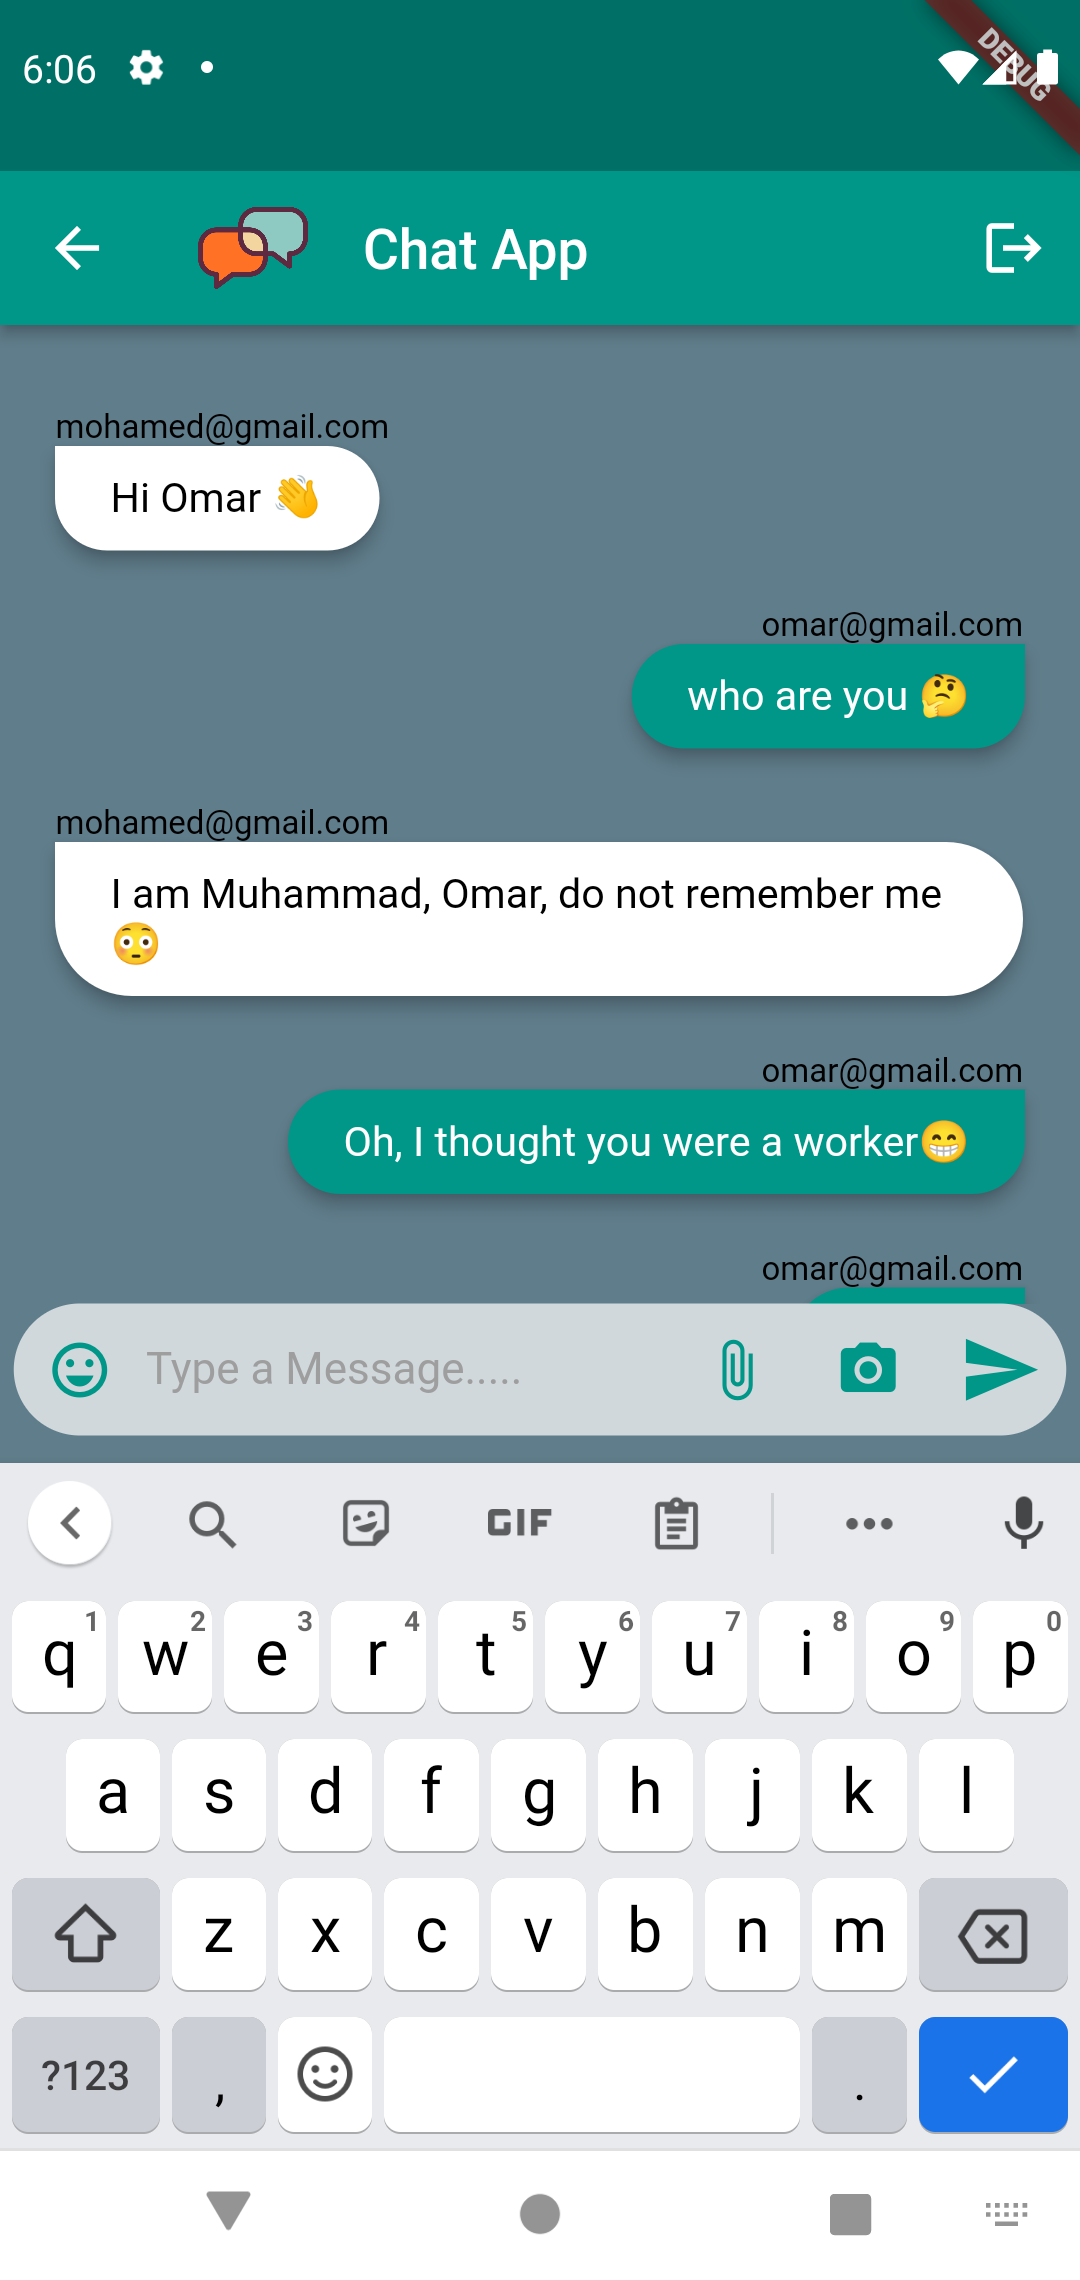 6:06
DEBUG
Chat App
mohamed@gmail.com
Hi Omar 👋
omar@gmail.com
who are you 🤔
mohamed@gmail.com
I am Muhammad, Omar, do not remember me
😳
omar@gmail.com
Oh, I thought you were a worker😁
omar@gmail.com
Type a Message.....
GIF
q 1 w 2 e 3 r 4 t 5 y 6 u 7 i 8 o 9 p 0
a s d f g h j k l
z x c v b n m
?123 , .